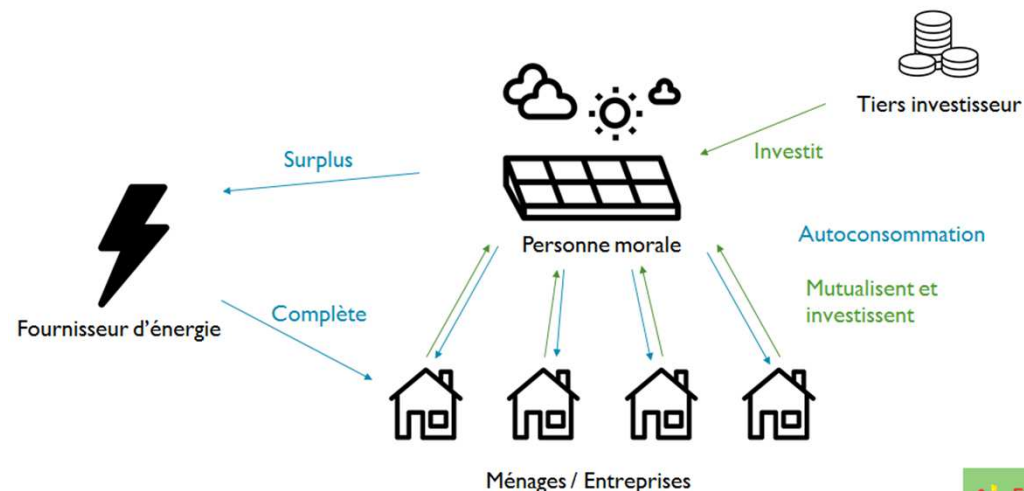 Tiers investisseur
Investit
Surplus
Personne morale
Autoconsommation
Mutualisent et
investissent
Complète
Fournisseur d'énergie
Ménages / Entreprises